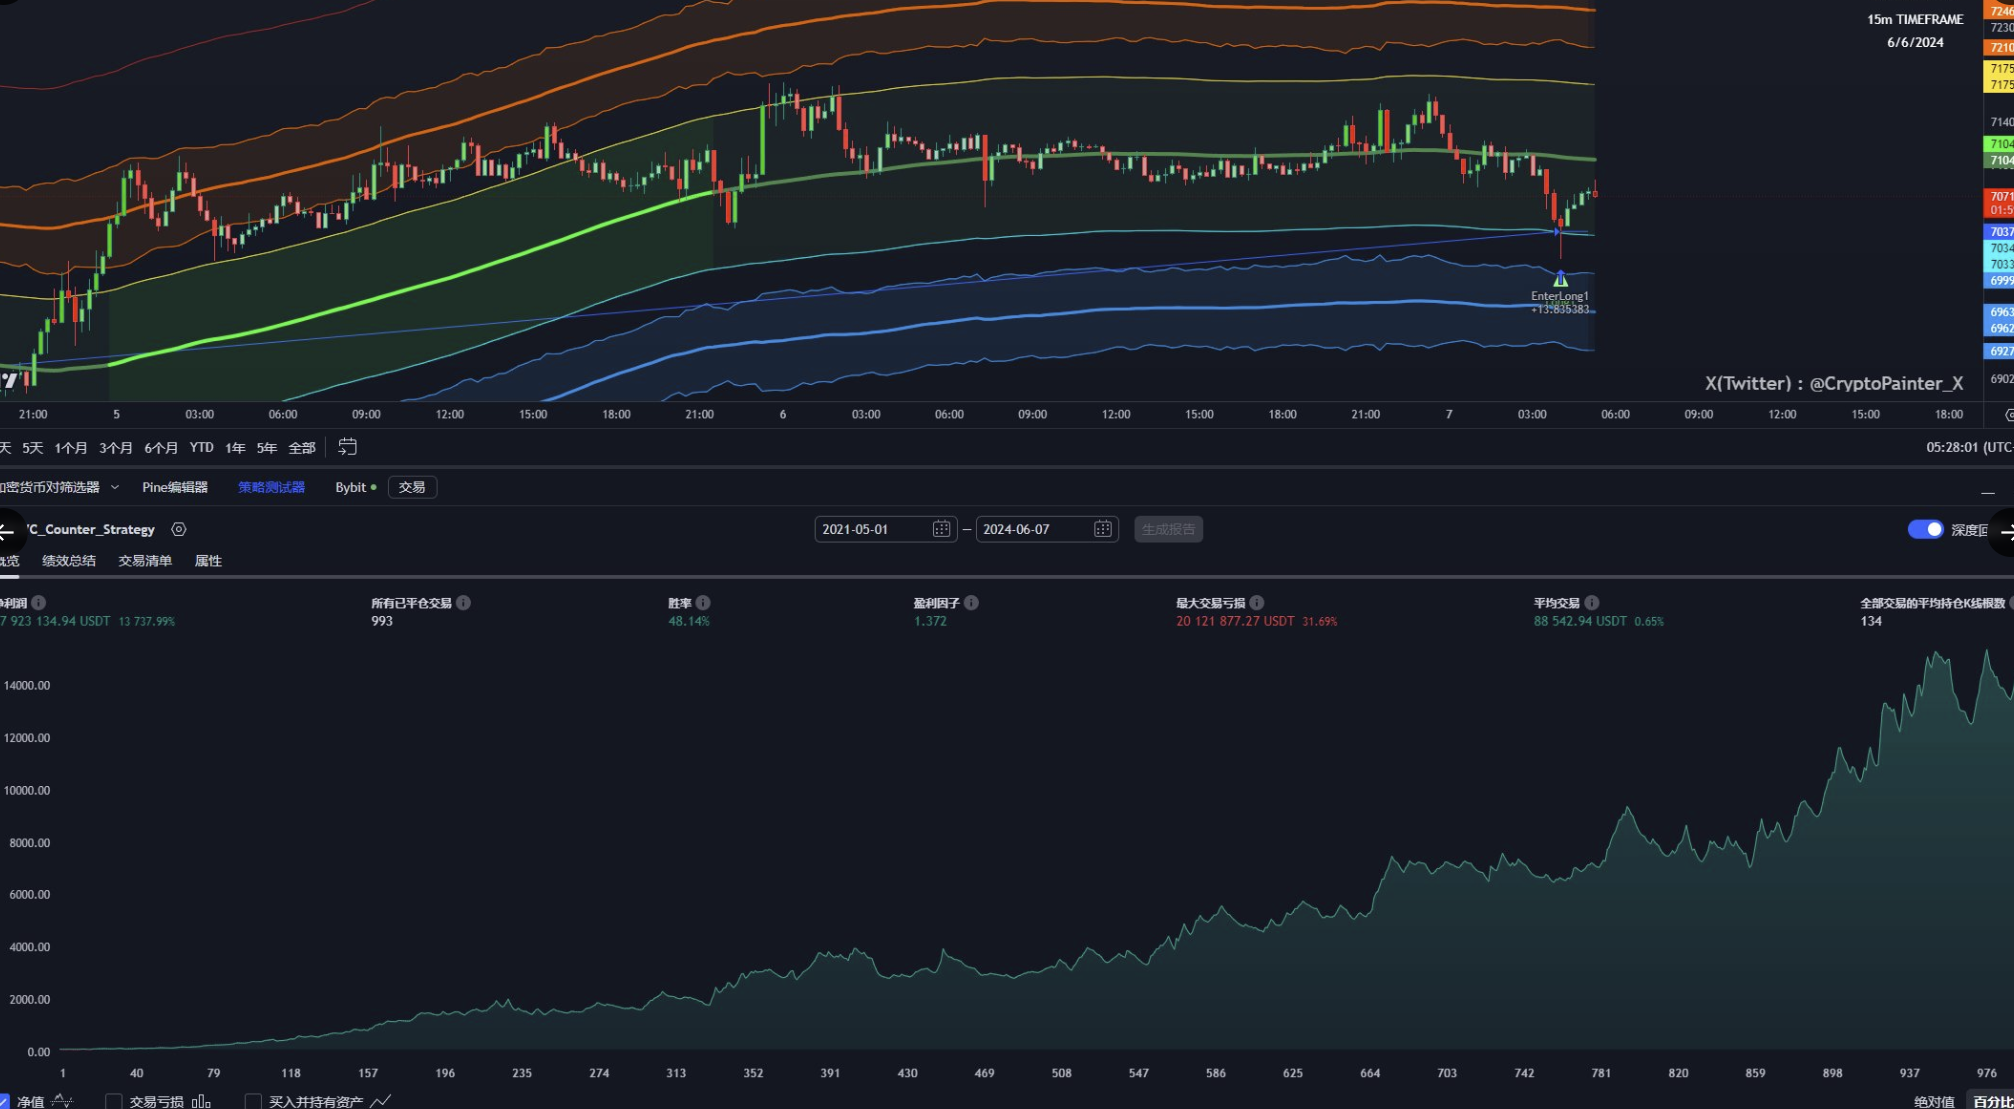 15m TIMEFRAME
6/6/2024
7246
7230
7210
7175
7175
7140
7104
7104
7071
01:5
7037
7034
7033
6999
6963
6962
6927
6902
EnterLong1
+13.835383
X(Twitter) : @CryptoPainter_X
21:00 5 03:00 06:00 09:00 12:00 15:00 18:00 21:00 6 03:00 06:00 09:00 12:00 15:00 18:00 21:00 7 03:00 06:00 09:00 12:00 15:00 18:00
天 5天 1个月 3个月 6个月 YTD 1年 5年 全部 05:28:01 (UTC
密货币对筛选器 Pine编辑器 策略测试器 Bybit 交易
C_Counter_Strategy 2021-05-01 – 2024-06-07 生成报告 深度回
概览 绩效总结 交易清单 属性
净利润 所有已平仓交易 胜率 盈利因子 最大交易亏损 平均交易 全部交易的平均持仓K线根数
7 923 134.94 USDT 13 737.99% 993 48.14% 1.372 20 121 877.27 USDT 31.69% 88 542.94 USDT 0.65% 134
14000.00
12000.00
10000.00
8000.00
6000.00
4000.00
2000.00
0.00
1 40 79 118 157 196 235 274 313 352 391 430 469 508 547 586 625 664 703 742 781 820 859 898 937 976
净值 交易亏损 买入并持有资产 绝对值 百分比